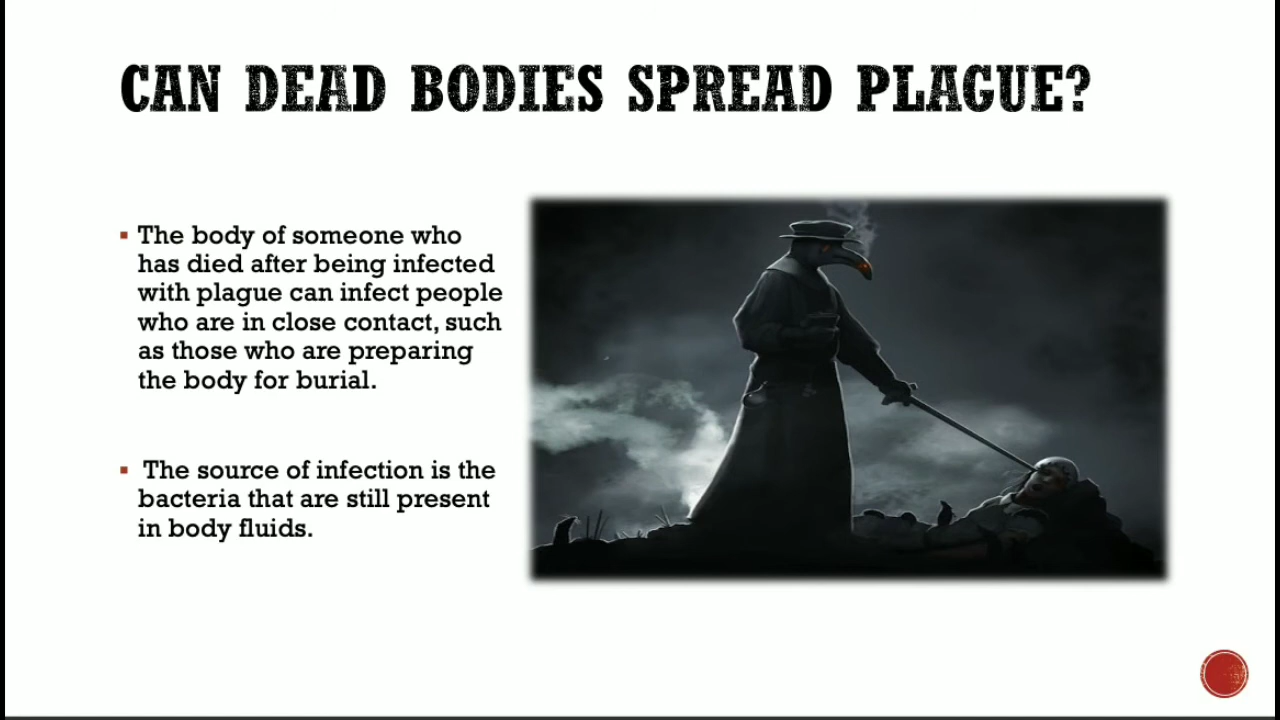 CAN DEAD BODIES SPREAD PLAGUE?
▪ The body of someone who
has died after being infected
with plague can infect people
who are in close contact, such
as those who are preparing
the body for burial.
▪ The source of infection is the
bacteria that are still present
in body fluids.